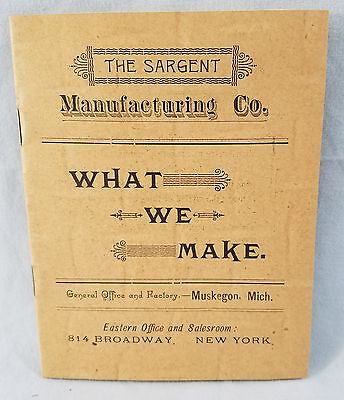 THE SARGENT
Manufacturing Co.
WHAT
WE
MAKE.
General Office and Factory,—Muskegon, Mich.
Eastern Office and Salesroom:
814 BROADWAY, NEW YORK